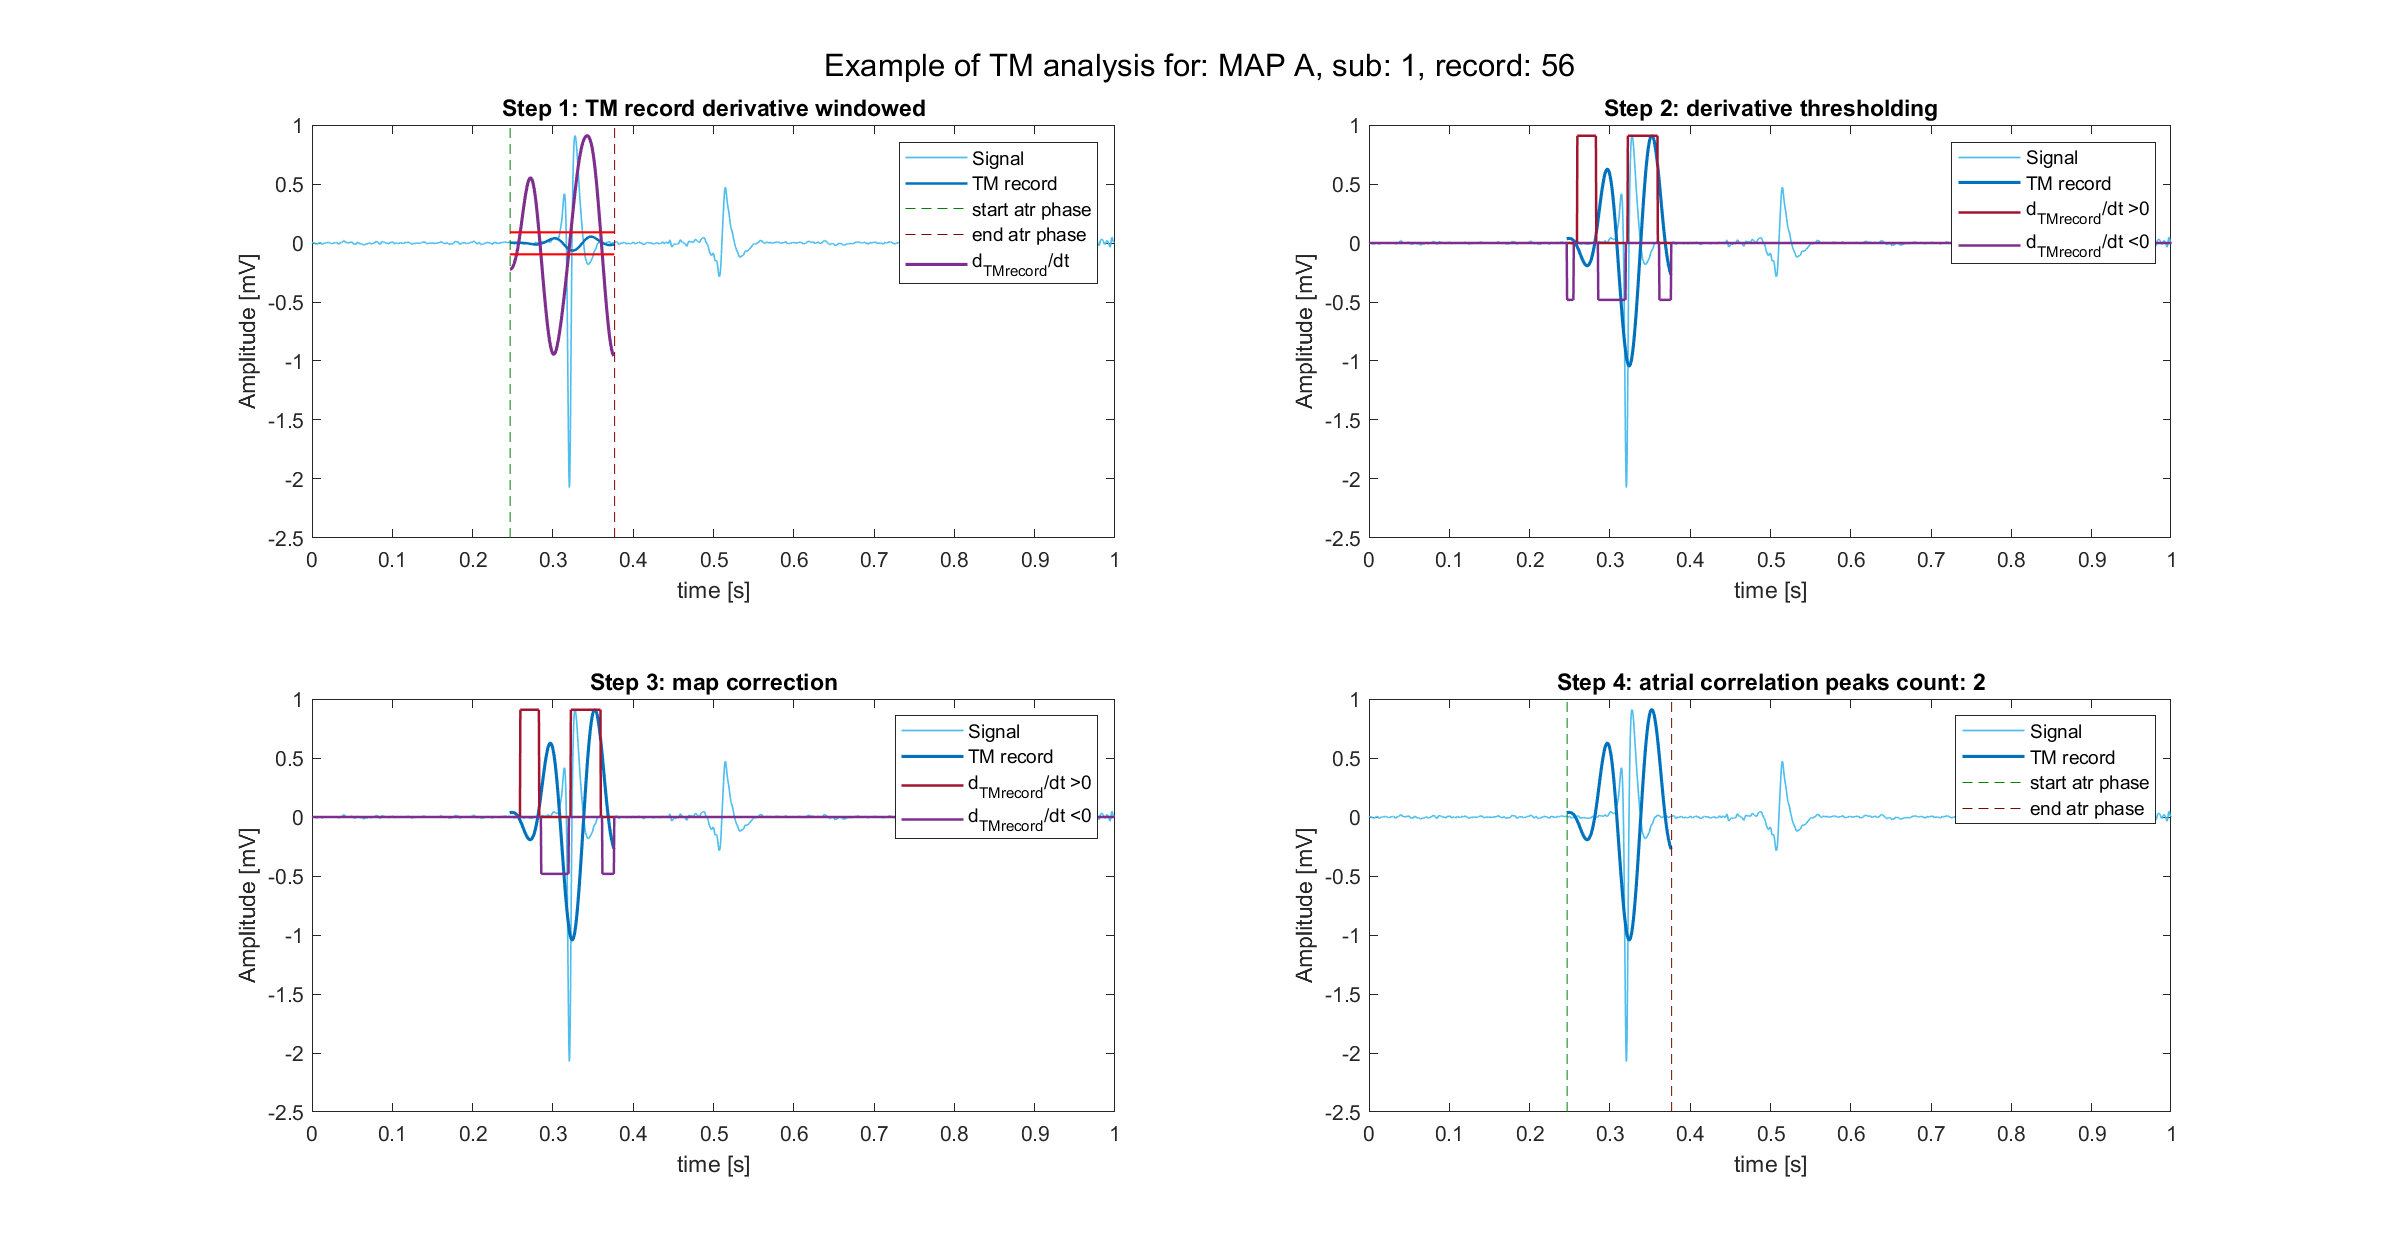 Example of TM analysis for: MAP A, sub: 1, record: 56
Step 1: TM record derivative windowed
Amplitude [mV]
1
0.5
0
-0.5
-1
-1.5
-2
-2.5
0 0.1 0.2 0.3 0.4 0.5 0.6 0.7 0.8 0.9 1
time [s]
Signal
TM record
start atr phase
end atr phase
dTMrecord/dt
Step 2: derivative thresholding
Amplitude [mV]
1
0.5
0
-0.5
-1
-1.5
-2
-2.5
0 0.1 0.2 0.3 0.4 0.5 0.6 0.7 0.8 0.9 1
time [s]
Signal
TM record
dTMrecord/dt >0
dTMrecord/dt <0
Step 3: map correction
Amplitude [mV]
1
0.5
0
-0.5
-1
-1.5
-2
-2.5
0 0.1 0.2 0.3 0.4 0.5 0.6 0.7 0.8 0.9 1
time [s]
Signal
TM record
dTMrecord/dt >0
dTMrecord/dt <0
Step 4: atrial correlation peaks count: 2
Amplitude [mV]
1
0.5
0
-0.5
-1
-1.5
-2
-2.5
0 0.1 0.2 0.3 0.4 0.5 0.6 0.7 0.8 0.9 1
time [s]
Signal
TM record
start atr phase
end atr phase